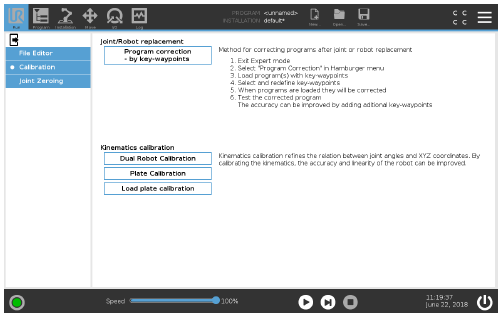 PROGRAM <unnamed>
INSTALLATION default*
Run Program Installation Move I/O Log
New... Open... Save...
C C
C C
File Editor
Calibration
Joint Zeroing
Joint/Robot replacement
Program correction
- by key-waypoints
Method for correcting programs after joint or robot replacement
1. Exit Expert mode
2. Select "Program Correction" in Hamburger menu
3. Load program(s) with key-waypoints
4. Select and redefine key-waypoints
5. When programs are loaded they will be corrected
6. Test the corrected program
The accuracy can be improved by adding aditional key-waypoints
Kinematics calibration
Dual Robot Calibration
Plate Calibration
Load plate calibration
Kinematics calibration refines the relation between joint angles and XYZ coordinates. By
calibrating the kinematics, the accuracy and linearity of the robot can be improved.
Speed 100%
11:19:37
June 22, 2018